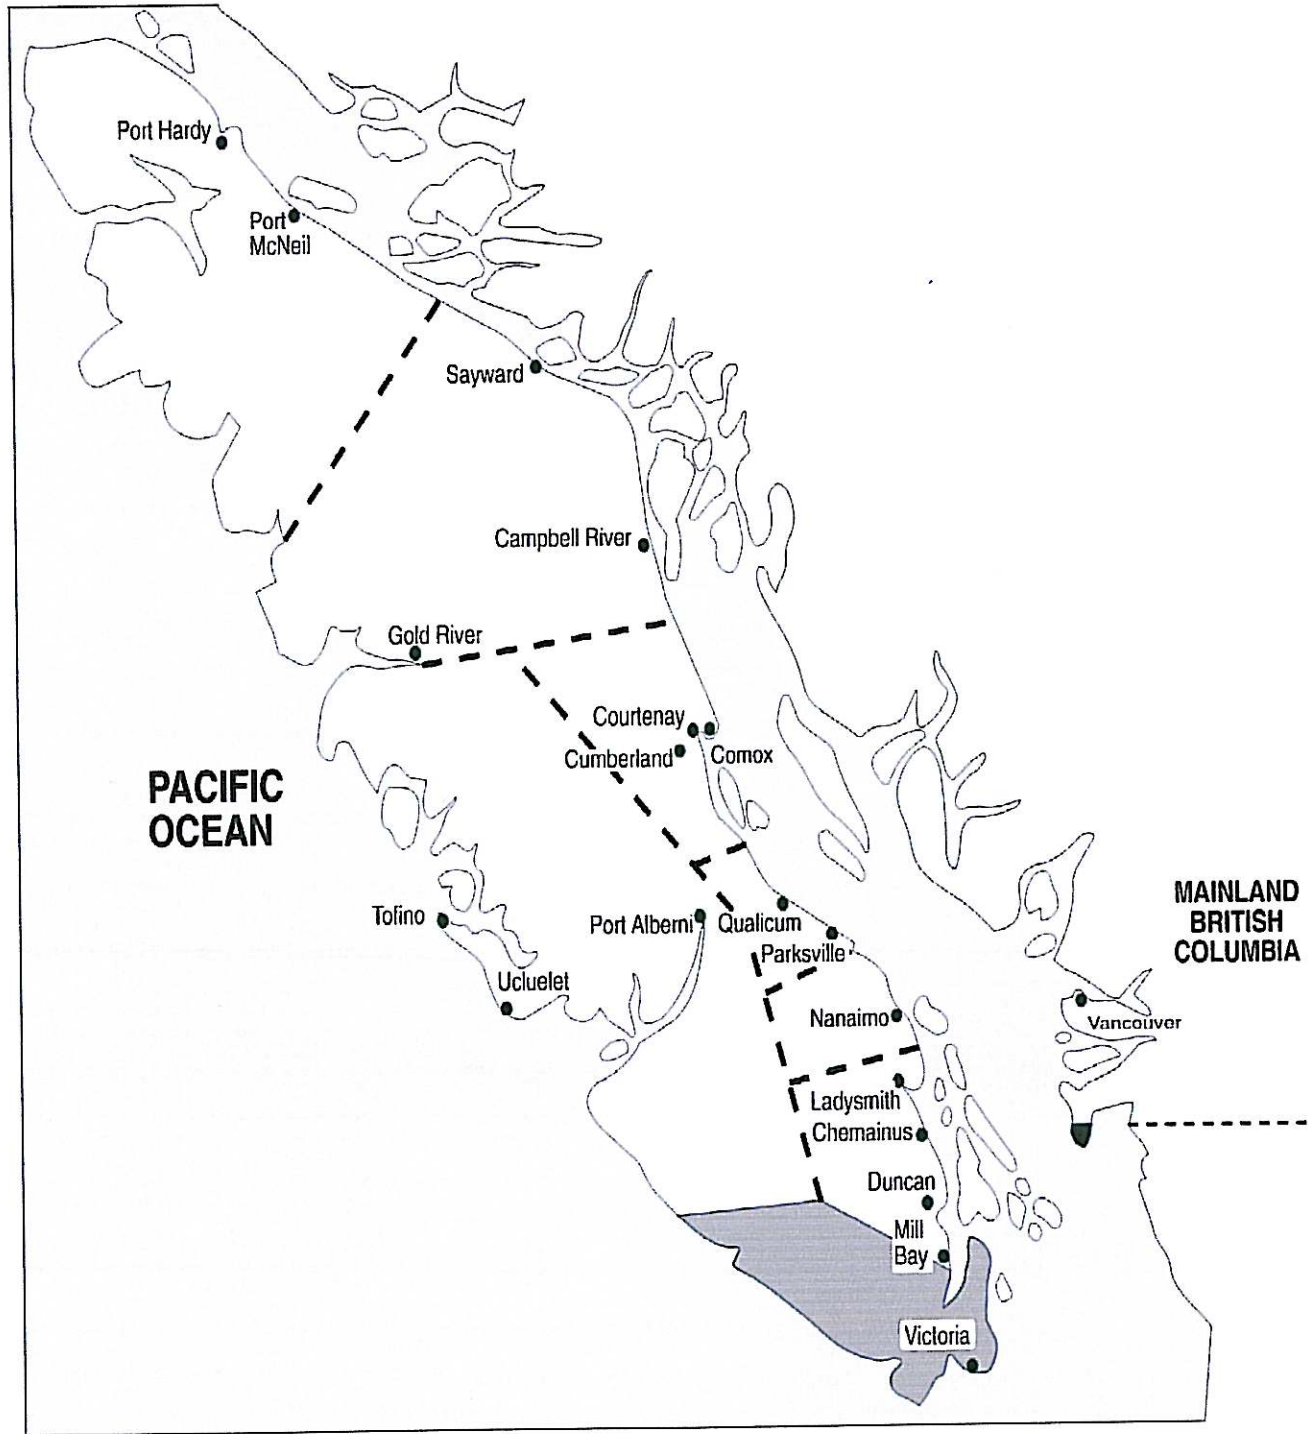 Port Hardy
Port
McNeil
Sayward
Campbell River
Gold River
Courtenay
Cumberland
Comox
PACIFIC
OCEAN
MAINLAND
BRITISH
COLUMBIA
Tofino
Port Alberni
Qualicum
Parksville
Ucluelet
Nanaimo
Vancouver
Ladysmith
Chemainus
Duncan
Mill
Bay
Victoria